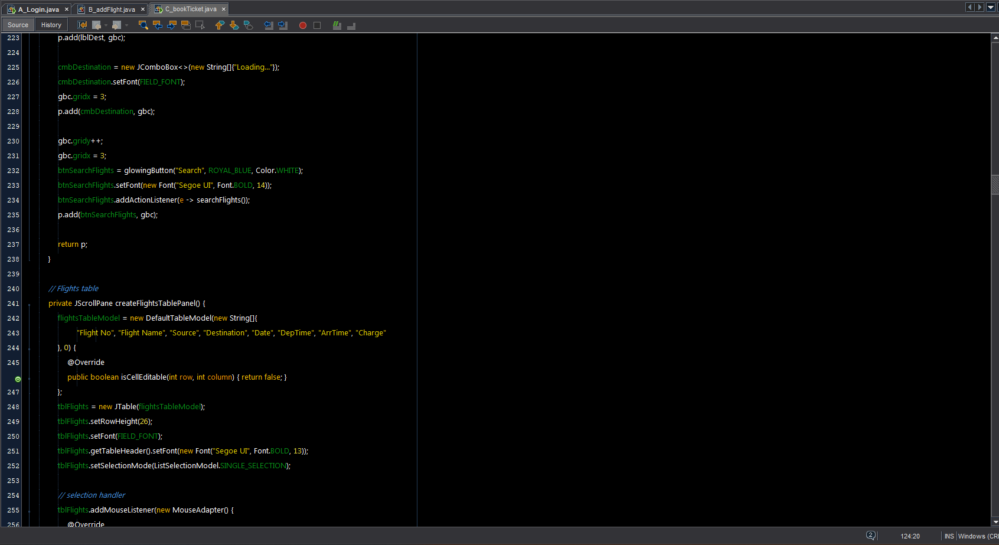 A_Login.java × B_addFlight.java × C_bookTicket.java ×
Source History
223 p.add(lblDest, gbc);
224
225 cmbDestination = new JComboBox<>(new String[]{"Loading..."});
226 cmbDestination.setFont(FIELD_FONT);
227 gbc.gridx = 3;
228 p.add(cmbDestination, gbc);
229
230 gbc.gridy++;
231 gbc.gridx = 3;
232 btnSearchFlights = glowingButton("Search", ROYAL_BLUE, Color.WHITE);
233 btnSearchFlights.setFont(new Font("Segoe UI", Font.BOLD, 14));
234 btnSearchFlights.addActionListener(e -> searchFlights());
235 p.add(btnSearchFlights, gbc);
236
237 return p;
238 }
239
240 // Flights table
241 private JScrollPane createFlightsTablePanel() {
242 flightsTableModel = new DefaultTableModel(new String[]{
243 "Flight No", "Flight Name", "Source", "Destination", "Date", "DepTime", "ArrTime", "Charge"
244 }, 0) {
245 @Override
public boolean isCellEditable(int row, int column) { return false; }
247 };
248 tblFlights = new JTable(flightsTableModel);
249 tblFlights.setRowHeight(26);
250 tblFlights.setFont(FIELD_FONT);
251 tblFlights.getTableHeader().setFont(new Font("Segoe UI", Font.BOLD, 13));
252 tblFlights.setSelectionMode(ListSelectionModel.SINGLE_SELECTION);
253
254 // selection handler
255 tblFlights.addMouseListener(new MouseAdapter() {
256 @Override
2 124:20 INS Windows (CR